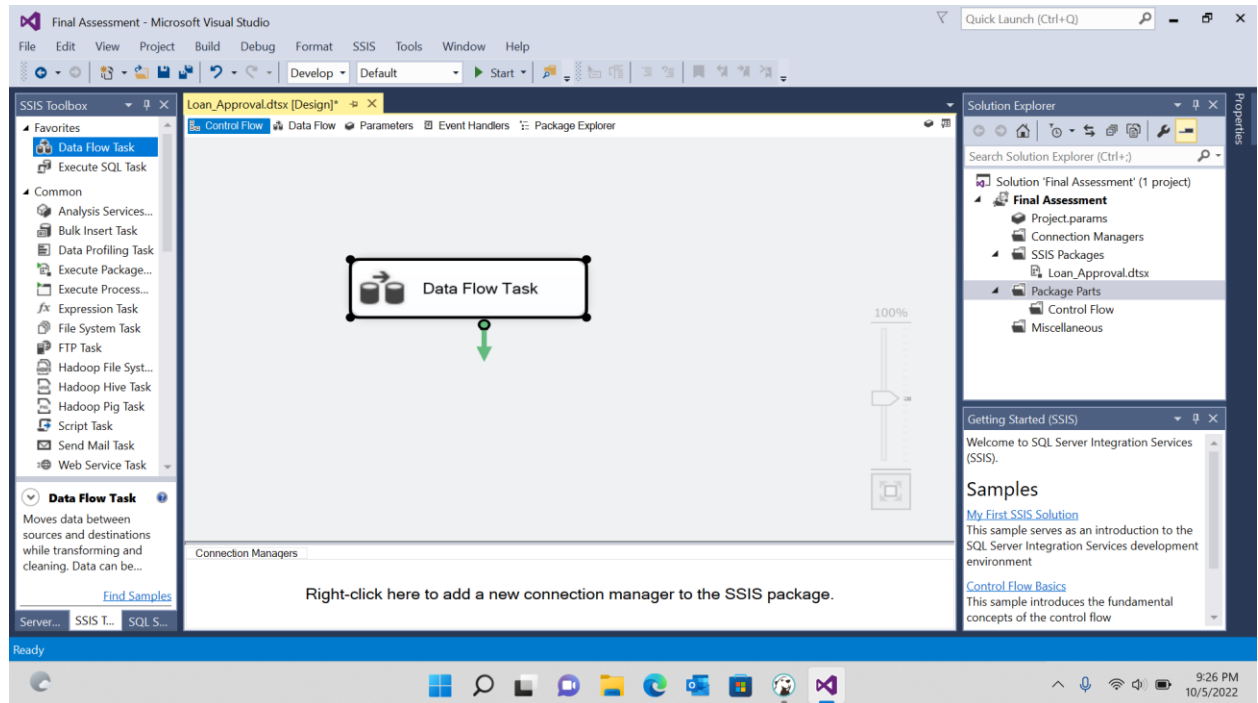 Final Assessment - Microsoft Visual Studio
Quick Launch (Ctrl+Q)
File Edit View Project Build Debug Format SSIS Tools Window Help
Develop Default Start
SSIS Toolbox
Favorites
Data Flow Task
Execute SQL Task
Common
Analysis Services...
Bulk Insert Task
Data Profiling Task
Execute Package...
Execute Process...
fx Expression Task
File System Task
FTP Task
Hadoop File Syst...
Hadoop Hive Task
Hadoop Pig Task
Script Task
Send Mail Task
Web Service Task
Data Flow Task
Moves data between
sources and destinations
while transforming and
cleaning. Data can be...
Find Samples
Server... SSIS T... SQL S...
Loan_Approval.dtsx [Design]*
Control Flow Data Flow Parameters Event Handlers Package Explorer
Data Flow Task
100%
Connection Managers
Right-click here to add a new connection manager to the SSIS package.
Solution Explorer
Search Solution Explorer (Ctrl+;)
Solution 'Final Assessment' (1 project)
Final Assessment
Project.params
Connection Managers
SSIS Packages
Loan_Approval.dtsx
Package Parts
Control Flow
Miscellaneous
Getting Started (SSIS)
Welcome to SQL Server Integration Services
(SSIS).
Samples
My First SSIS Solution
This sample serves as an introduction to the
SQL Server Integration Services development
environment
Control Flow Basics
This sample introduces the fundamental
concepts of the control flow
Properties
Ready
9:26 PM
10/5/2022